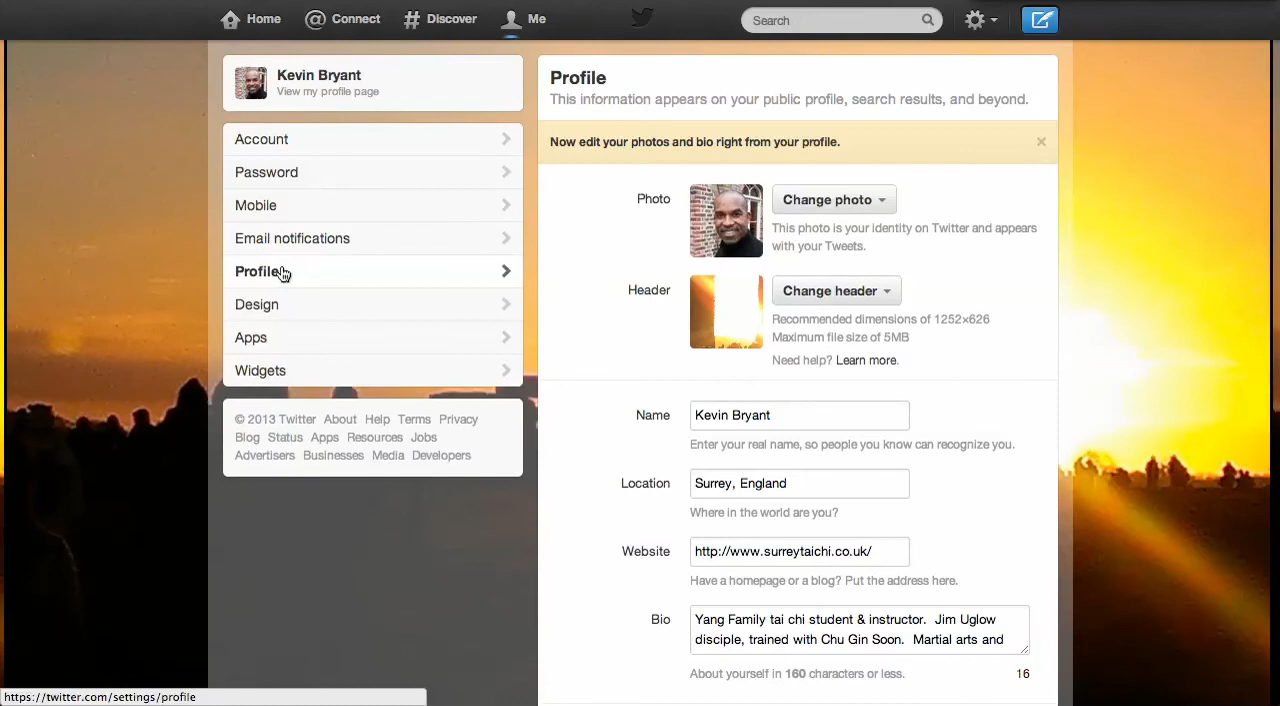 Home
Connect
Discover
Me
Search
Kevin Bryant
View my profile page
Account
Password
Mobile
Email notifications
Profile
Design
Apps
Widgets
© 2013 Twitter About Help Terms Privacy
Blog Status Apps Resources Jobs
Advertisers Businesses Media Developers
Profile
This information appears on your public profile, search results, and beyond.
Now edit your photos and bio right from your profile.
Photo
Change photo
This photo is your identity on Twitter and appears
with your Tweets.
Header
Change header
Recommended dimensions of 1252×626
Maximum file size of 5MB
Need help? Learn more.
Name
Kevin Bryant
Enter your real name, so people you know can recognize you.
Location
Surrey, England
Where in the world are you?
Website
http://www.surreytaichi.co.uk/
Have a homepage or a blog? Put the address here.
Bio
Yang Family tai chi student & instructor. Jim Uglow
disciple, trained with Chu Gin Soon. Martial arts and
About yourself in 160 characters or less.
16
https://twitter.com/settings/profile